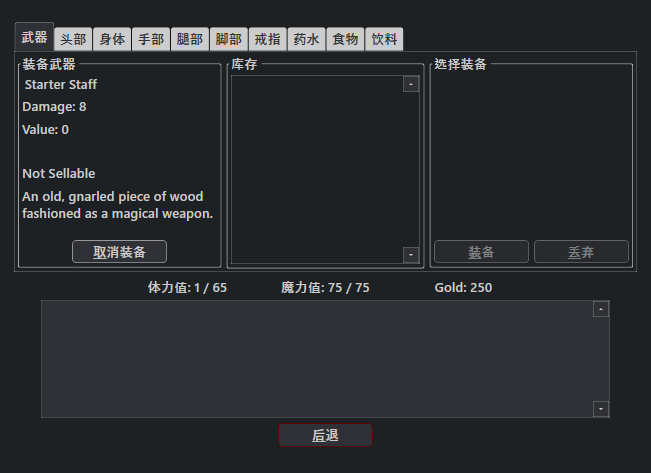 武器 头部 身体 手部 腿部 脚部 戒指 药水 食物 饮料
装备武器 库存 选择装备
Starter Staff
Damage: 8
Value: 0
Not Sellable
An old, gnarled piece of wood
fashioned as a magical weapon.
取消装备 装备 丢弃
体力值: 1 / 65 魔力值: 75 / 75 Gold: 250
后退